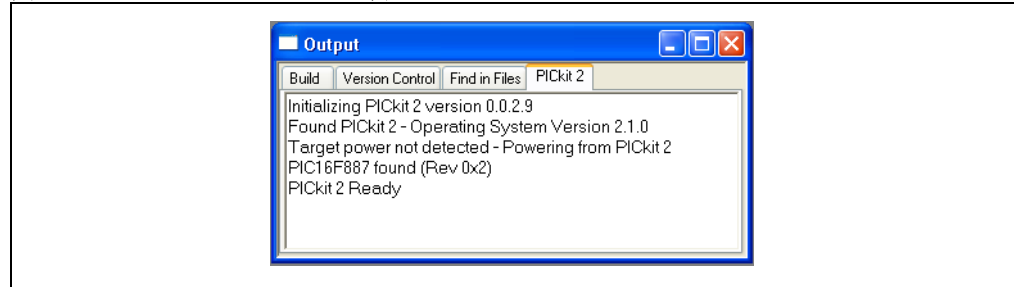 Output
Build Version Control Find in Files PICkit 2
Initializing PICkit 2 version 0.0.2.9
Found PICkit 2 - Operating System Version 2.1.0
Target power not detected - Powering from PICkit 2
PIC16F887 found (Rev 0x2)
PICkit 2 Ready